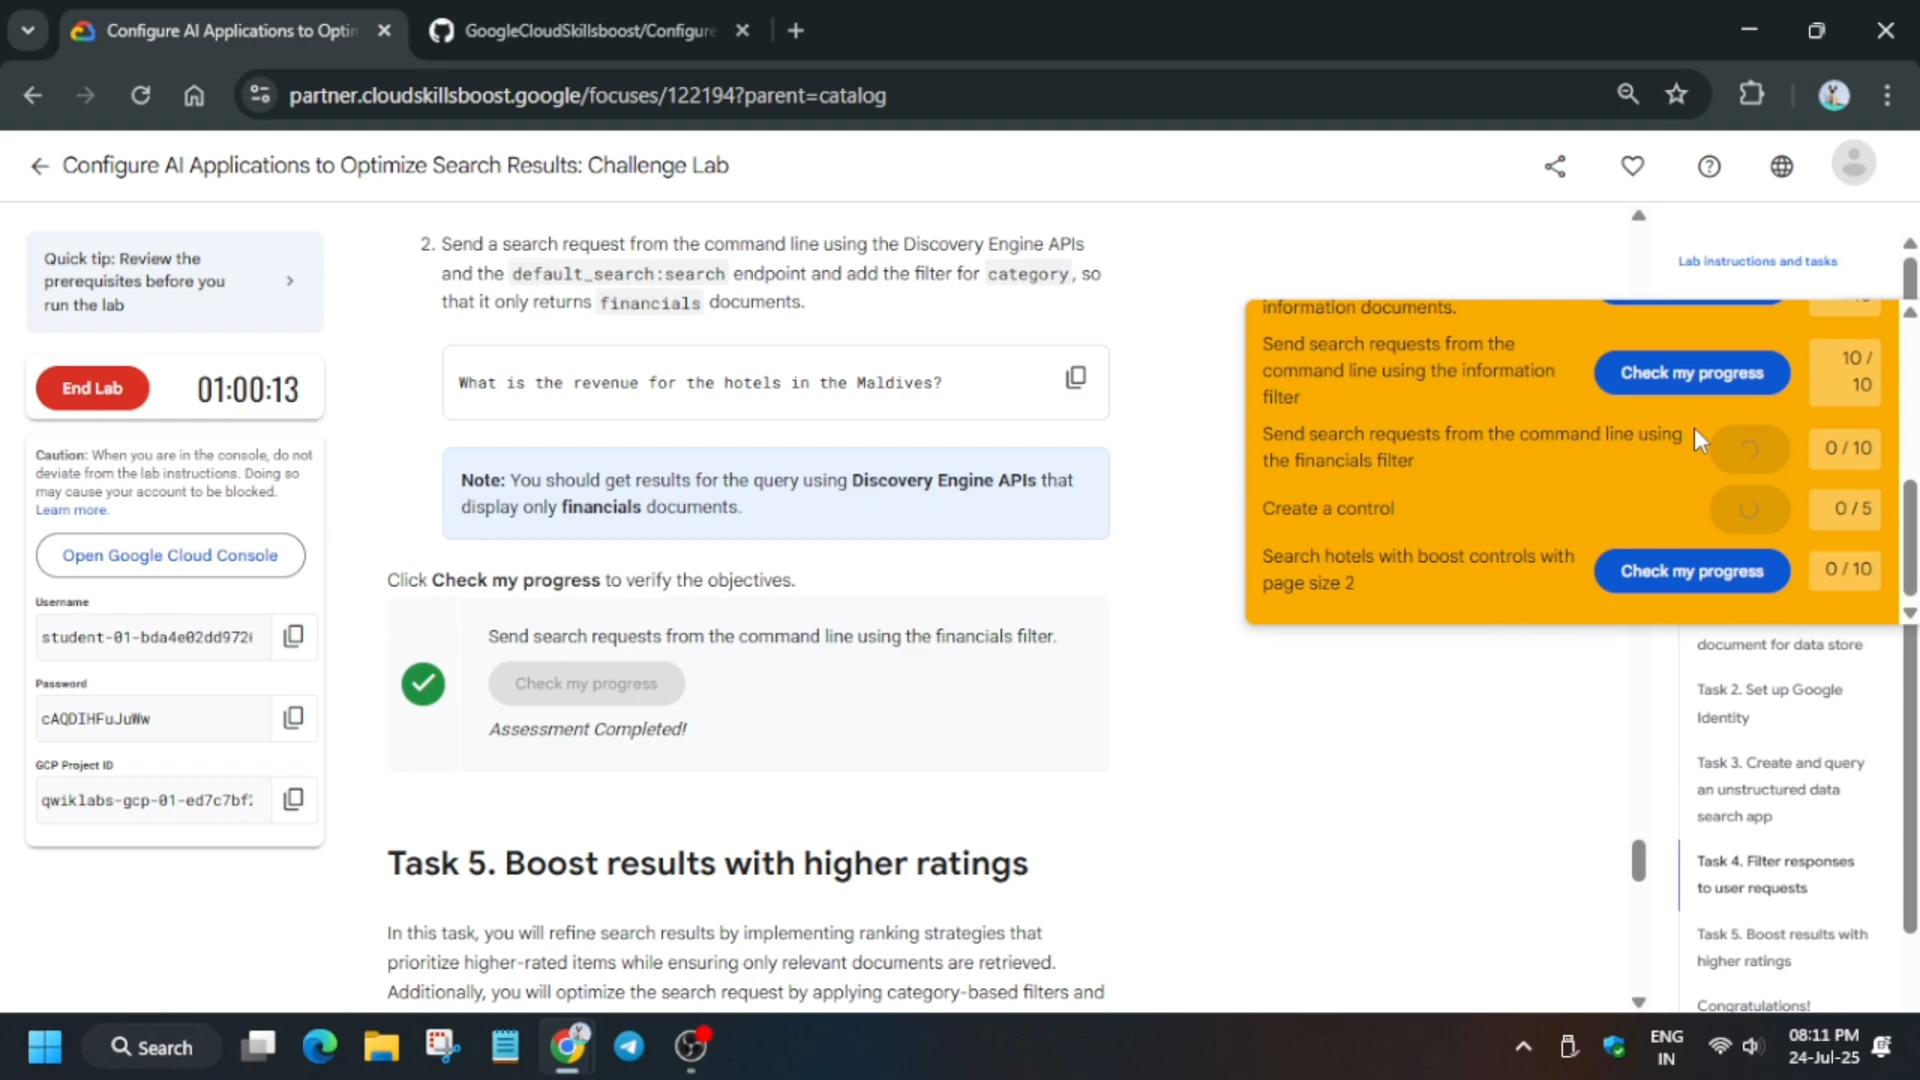 Configure AI Applications to Optin
GoogleCloudSkillsboost/Configure
partner.cloudskillsboost.google/focuses/122194?parent=catalog
Configure AI Applications to Optimize Search Results: Challenge Lab
Quick tip: Review the
prerequisites before you
run the lab
End Lab
01:00:13
Caution: When you are in the console, do not
deviate from the lab instructions. Doing so
may cause your account to be blocked.
Learn more.
Open Google Cloud Console
Username
student-01-bda4e02dd972
Password
cAQDIHFuJuWw
GCP Project ID
qwiklabs-gcp-01-ed7c7bf
2. Send a search request from the command line using the Discovery Engine APIs
and the default_search:search endpoint and add the filter for category, so
that it only returns financials documents.
What is the revenue for the hotels in the Maldives?
Note: You should get results for the query using Discovery Engine APIs that
display only financials documents.
Click Check my progress to verify the objectives.
Send search requests from the command line using the financials filter.
Check my progress
Assessment Completed!
Task 5. Boost results with higher ratings
In this task, you will refine search results by implementing ranking strategies that
prioritize higher-rated items while ensuring only relevant documents are retrieved.
Additionally, you will optimize the search request by applying category-based filters and
Lab instructions and tasks
information documents.
Send search requests from the
command line using the information
filter
Check my progress
10 /
10
Send search requests from the command line using
the financials filter
0 / 10
Create a control
0 / 5
Search hotels with boost controls with
page size 2
Check my progress
0 / 10
document for data store
Task 2. Set up Google
Identity
Task 3. Create and query
an unstructured data
search app
Task 4. Filter responses
to user requests
Task 5. Boost results with
higher ratings
Congratulations!
Search
ENG
IN
08:11 PM
24-Jul-25